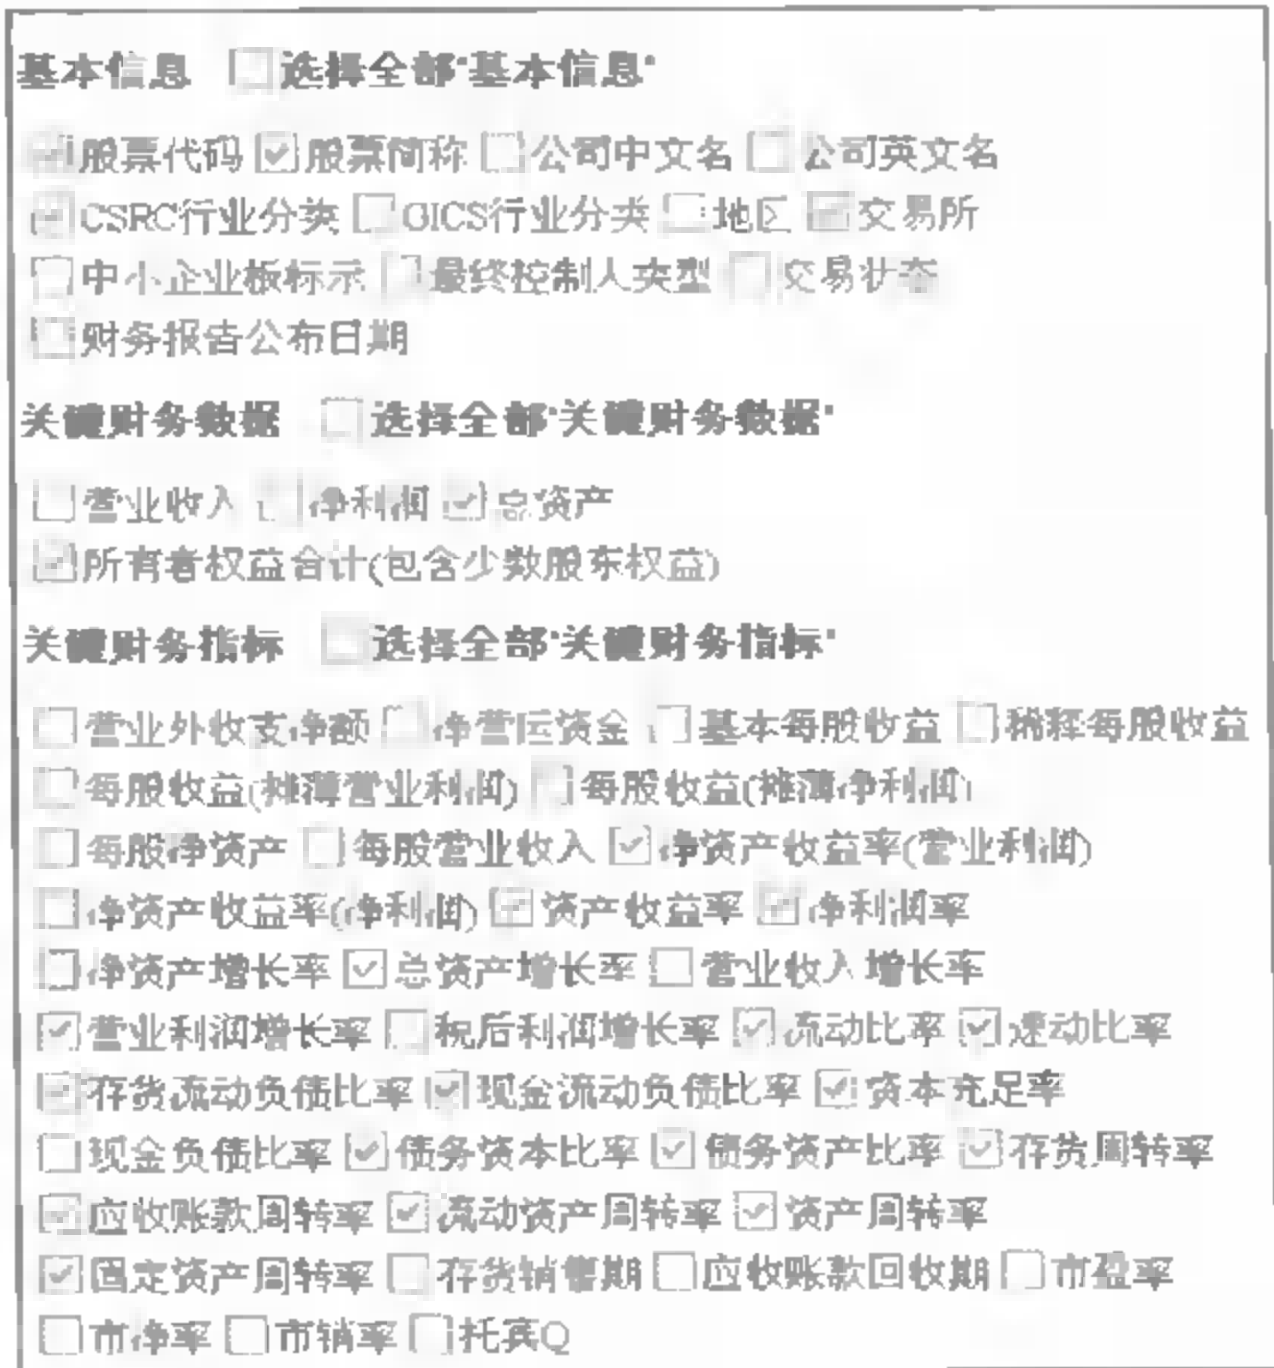 基本信息 选择全部'基本信息'
股票代码 股票简称 公司中文名 公司英文名
CSRC行业分类 GICS行业分类 地区 交易所
中小企业板标示 最终控制人类型 交易状态
财务报告公布日期
关键财务数据 选择全部'关键财务数据'
营业收入 净利润 总资产
所有者权益合计(包含少数股东权益)
关键财务指标 选择全部'关键财务指标'
营业外收支净额 净营运资金 基本每股收益 稀释每股收益
每股收益(摊薄营业利润) 每股收益(摊薄净利润)
每股净资产 每股营业收入 净资产收益率(营业利润)
净资产收益率(净利润) 资产收益率 净利润率
净资产增长率 总资产增长率 营业收入增长率
营业利润增长率 税后利润增长率 流动比率 速动比率
存货流动负债比率 现金流动负债比率 资本充足率
现金负债比率 债务资本比率 债务资产比率 存货周转率
应收账款周转率 流动资产周转率 资产周转率
固定资产周转率 存货销售期 应收账款回收期 市盈率
市净率 市销率 托宾Q